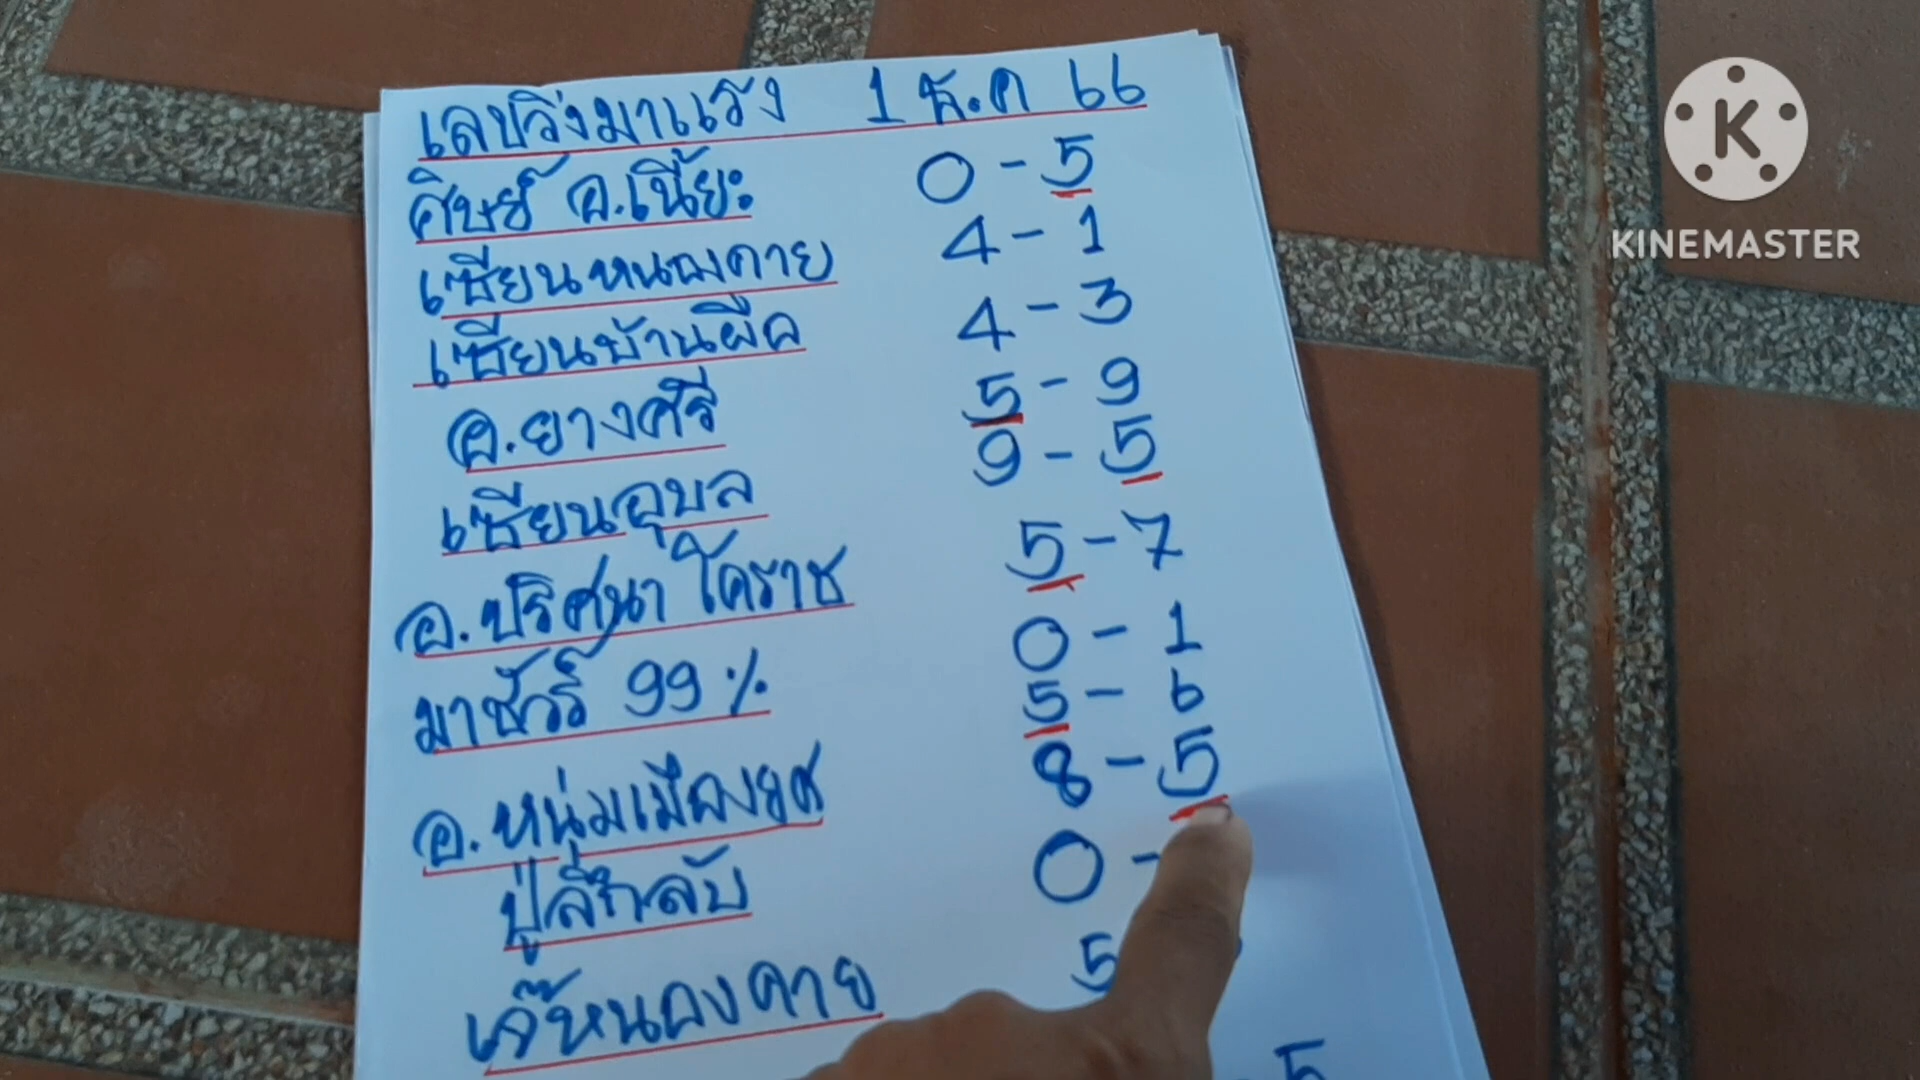 เลขวิ่งมาแรง 1 ธ.ค 66
ศิษย์ อ.เนี้ยะ 0-5
เซียนหนองคาย 4-1
เซียนบ้านผือ 4-3
อ.ยางศรี 5-9
เซียนอุบล 9-5
อ.ปริศนา โคราช 5-7
มาชัวร์ 99% 0-1
อ.หนุ่มเมืองยศ 5-6
ปู่ลึกลับ 8-5
เจ๊หนองคาย 0-
5
5
K
KINEMASTER